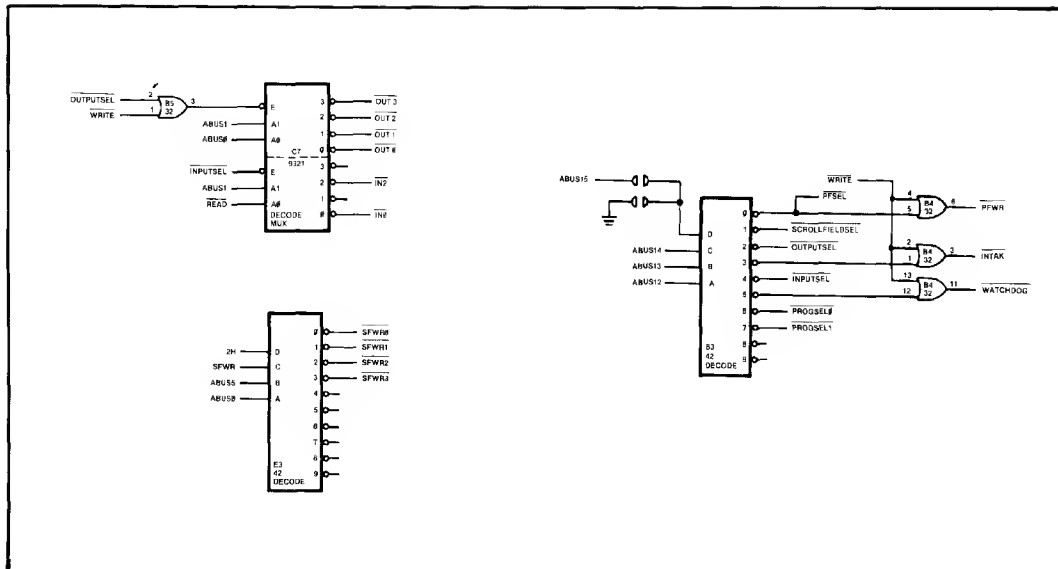 OUTPUTSEL
2
B5
32
3
WRITE
1
E
3
OUT 3
ABUS1
A1
2
OUT 2
ABUS0
A0
1
OUT 1
0
OUT 0
C7
9321
INPUTSEL
E
3
ABUS1
A1
2
IN2
READ
A0
1
DECODE
MUX
0
IN0
ABUS15
WRITE
PFSEL
4
B4
32
6
PFWR
5
D
0
1
SCROLLFIELDSEL
ABUS14
C
2
OUTPUTSEL
2
B4
32
3
INTAK
1
ABUS13
B
3
ABUS12
A
4
INPUTSEL
13
B4
32
11
WATCHDOG
12
5
6
PROGSEL0
7
PROGSEL1
8
9
42
DECODE
0
SFWR0
1
SFWR1
2H
D
2
SFWR2
SFWR
C
3
SFWR3
ABUS5
B
4
ABUS0
A
5
6
7
8
9
E3
42
DECODE